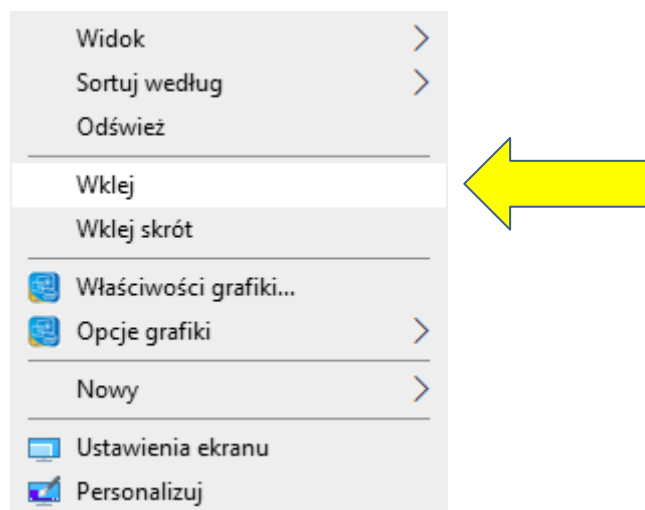 Widok
Sortuj według
Odśwież
Wklej
Wklej skrót
Właściwości grafiki...
Opcje grafiki
Nowy
Ustawienia ekranu
Personalizuj